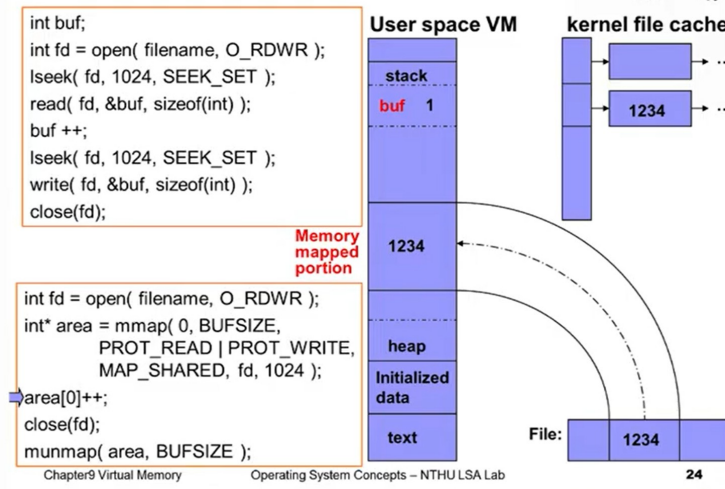 int buf;
int fd = open( filename, O_RDWR );
lseek( fd, 1024, SEEK_SET );
read( fd, &buf, sizeof(int) );
buf ++;
lseek( fd, 1024, SEEK_SET );
write( fd, &buf, sizeof(int) );
close(fd);
User space VM
stack
buf 1
Memory
mapped
portion
1234
heap
Initialized
data
text
kernel file cache
1234
int fd = open( filename, O_RDWR );
int* area = mmap( 0, BUFSIZE,
PROT_READ | PROT_WRITE,
MAP_SHARED, fd, 1024 );
area[0]++;
close(fd);
munmap( area, BUFSIZE );
File:
1234
Chapter9 Virtual Memory
Operating System Concepts – NTHU LSA Lab
24